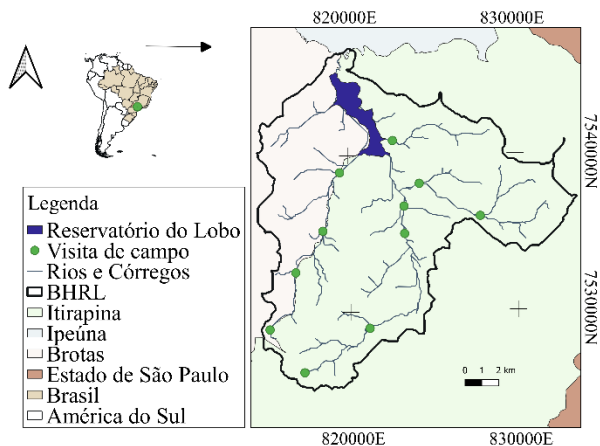 820000E
830000E
7540000N
7530000N
Legenda
Reservatório do Lobo
Visita de campo
Rios e Córregos
BHRL
Itirapina
Ipeúna
Brotas
Estado de São Paulo
Brasil
América do Sul
0 1 2 km
820000E
830000E